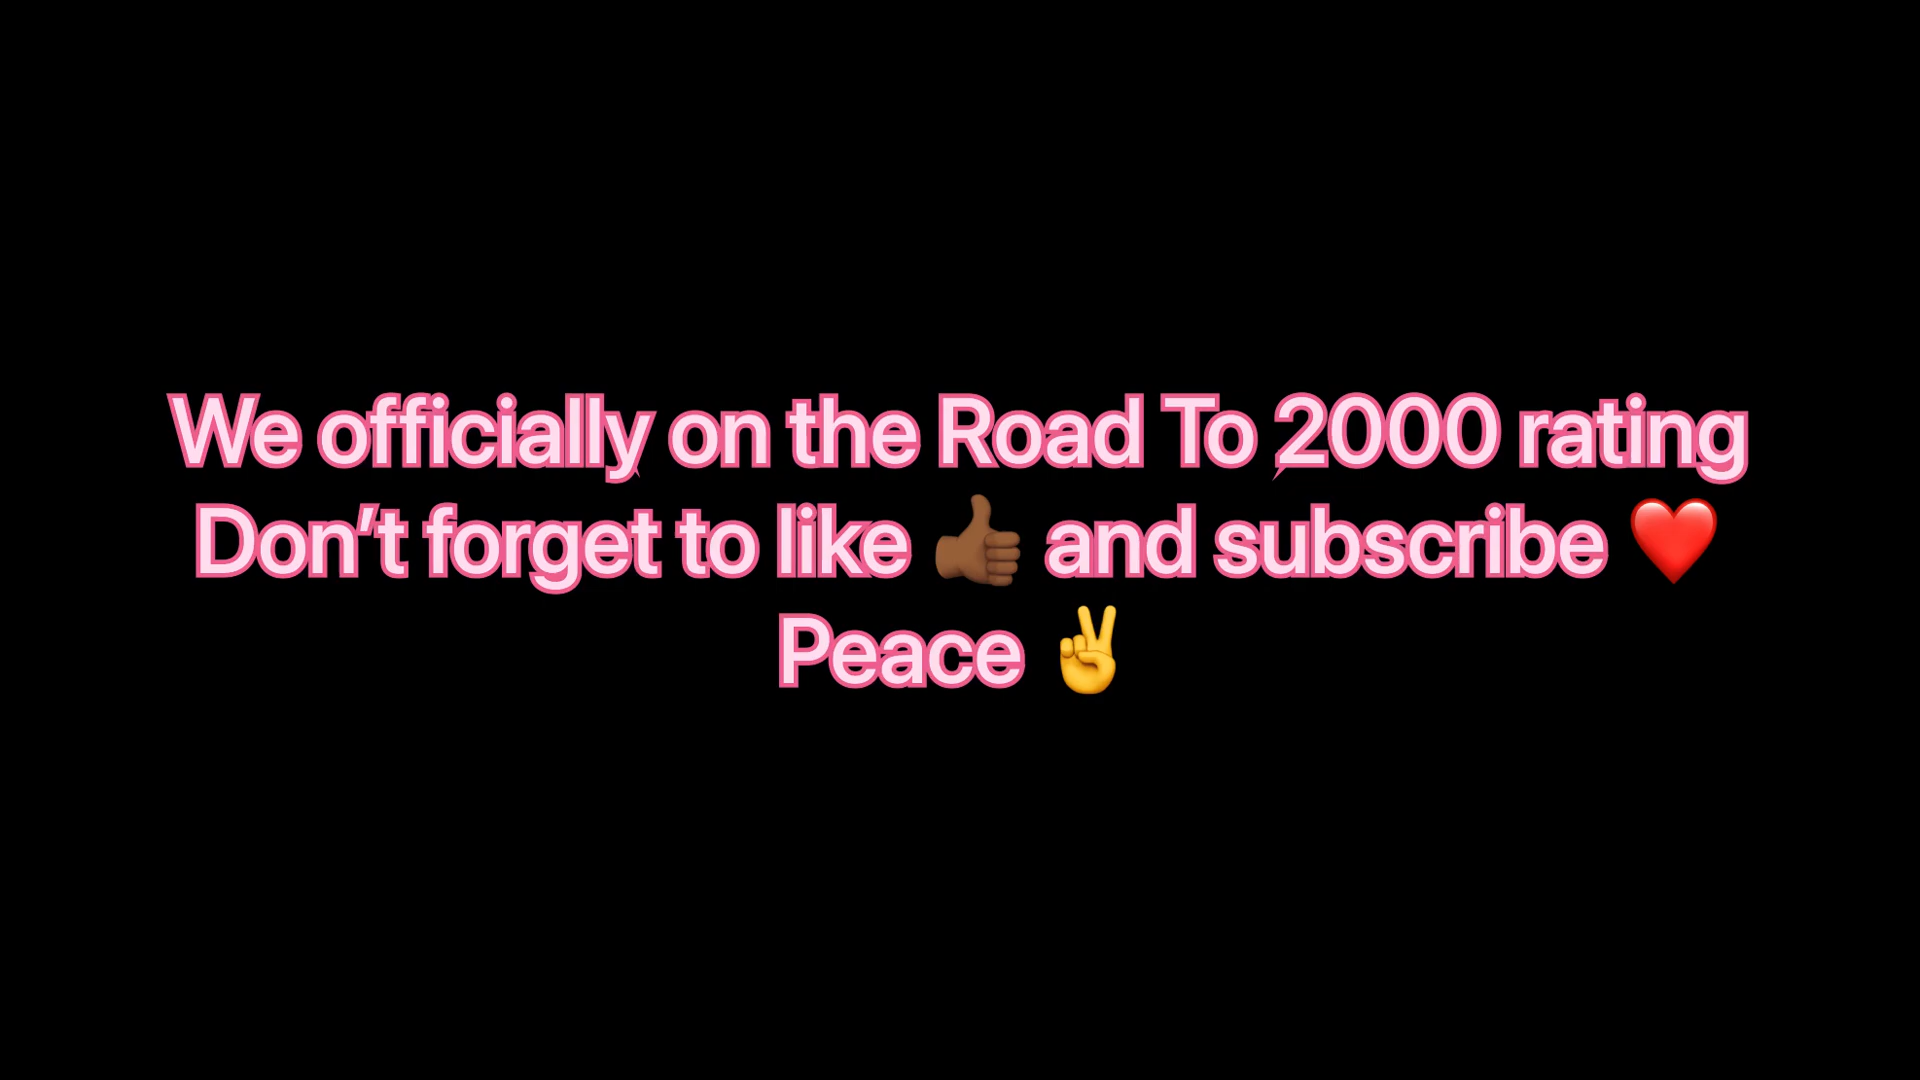 We officially on the Road To 2000 rating
Don’t forget to like 👍🏾 and subscribe ❤️
Peace ✌️